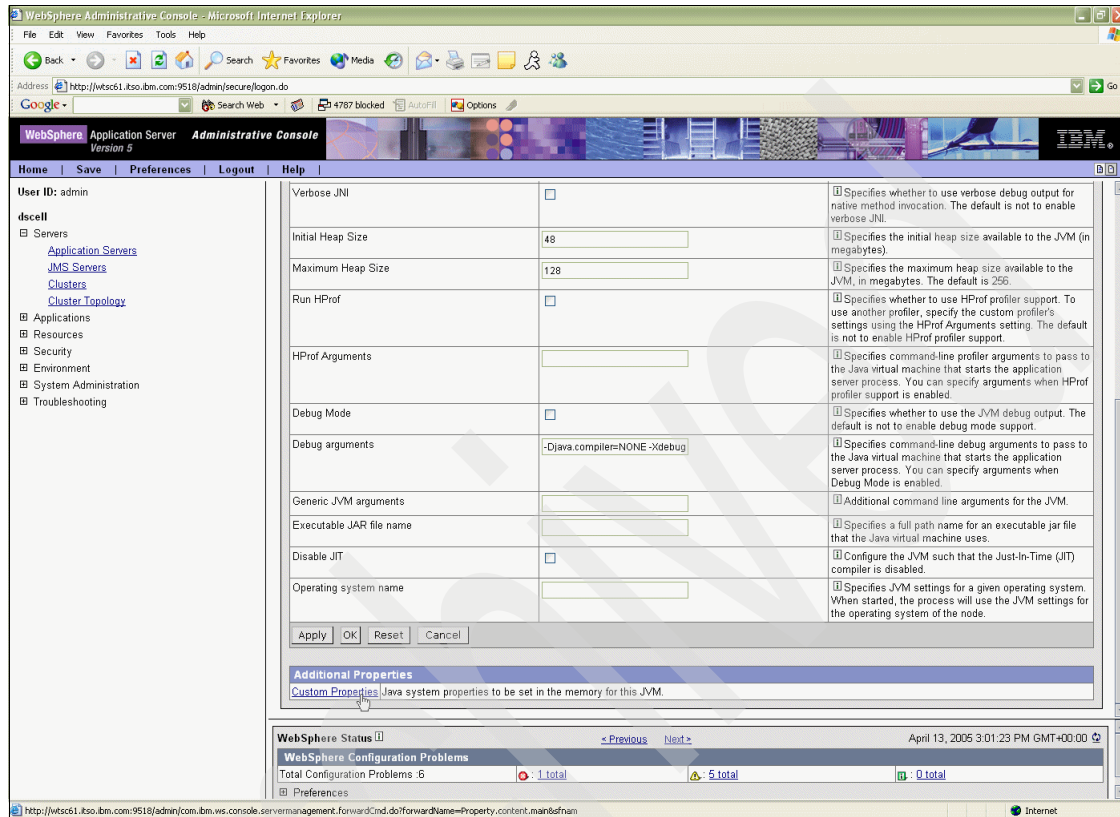 WebSphere Administrative Console - Microsoft Internet Explorer
File Edit View Favorites Tools Help
Back Search Favorites Media
Address http://wtsc61.itso.ibm.com:9518/admin/secure/logon.do Go
Google Search Web 4787 blocked AutoFill Options
WebSphere Application Server Administrative Console
Version 5
IBM.
Home | Save | Preferences | Logout | Help |
User ID: admin
dscell
Servers
Application Servers
JMS Servers
Clusters
Cluster Topology
Applications
Resources
Security
Environment
System Administration
Troubleshooting
Verbose JNI
Specifies whether to use verbose debug output for
native method invocation. The default is not to enable
verbose JNI.
Initial Heap Size 48
Specifies the initial heap size available to the JVM (in
megabytes).
Maximum Heap Size 128
Specifies the maximum heap size available to the
JVM, in megabytes. The default is 256.
Run HProf
Specifies whether to use HProf profiler support. To
use another profiler, specify the custom profiler's
settings using the HProf Arguments setting. The default
is not to enable HProf profiler support.
HProf Arguments
Specifies command-line profiler arguments to pass to
the Java virtual machine that starts the application
server process. You can specify arguments when HProf
profiler support is enabled.
Debug Mode
Specifies whether to use the JVM debug output. The
default is not to enable debug mode support.
Debug arguments -Djava.compiler=NONE -Xdebug
Specifies command-line debug arguments to pass to
the Java virtual machine that starts the application
server process. You can specify arguments when
Debug Mode is enabled.
Generic JVM arguments
Additional command line arguments for the JVM.
Executable JAR file name
Specifies a full path name for an executable jar file
that the Java virtual machine uses.
Disable JIT
Configure the JVM such that the Just-In-Time (JIT)
compiler is disabled.
Operating system name
Specifies JVM settings for a given operating system.
When started, the process will use the JVM settings for
the operating system of the node.
Apply OK Reset Cancel
Additional Properties
Custom Properties Java system properties to be set in the memory for this JVM.
WebSphere Status < Previous Next > April 13, 2005 3:01:23 PM GMT+00:00
WebSphere Configuration Problems
Total Configuration Problems :6 : 1 total : 5 total : 0 total
Preferences
http://wtsc61.itso.ibm.com:9518/admin/com.ibm.ws.console.servermanagement.forwardCmd.do?forwardName=Property.content.main&sfnam Internet